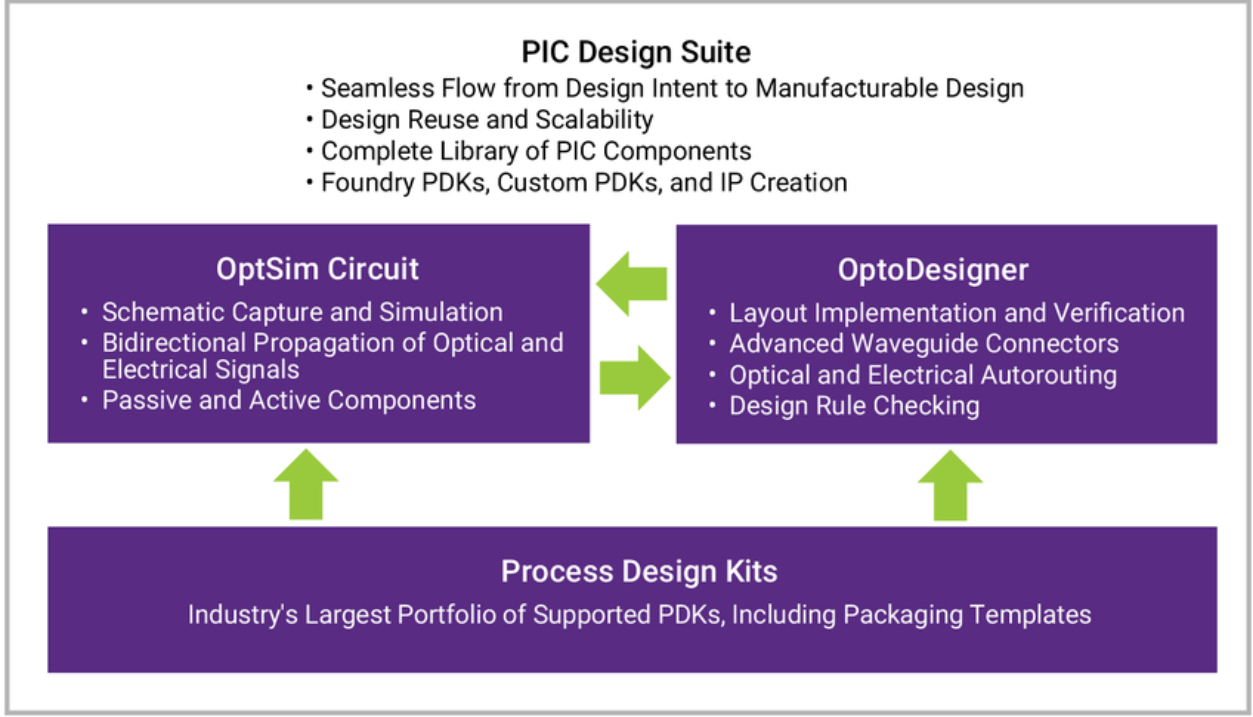 PIC Design Suite
• Seamless Flow from Design Intent to Manufacturable Design
• Design Reuse and Scalability
• Complete Library of PIC Components
• Foundry PDKs, Custom PDKs, and IP Creation
OptSim Circuit
• Schematic Capture and Simulation
• Bidirectional Propagation of Optical and
Electrical Signals
• Passive and Active Components
OptoDesigner
• Layout Implementation and Verification
• Advanced Waveguide Connectors
• Optical and Electrical Autorouting
• Design Rule Checking
Process Design Kits
Industry's Largest Portfolio of Supported PDKs, Including Packaging Templates